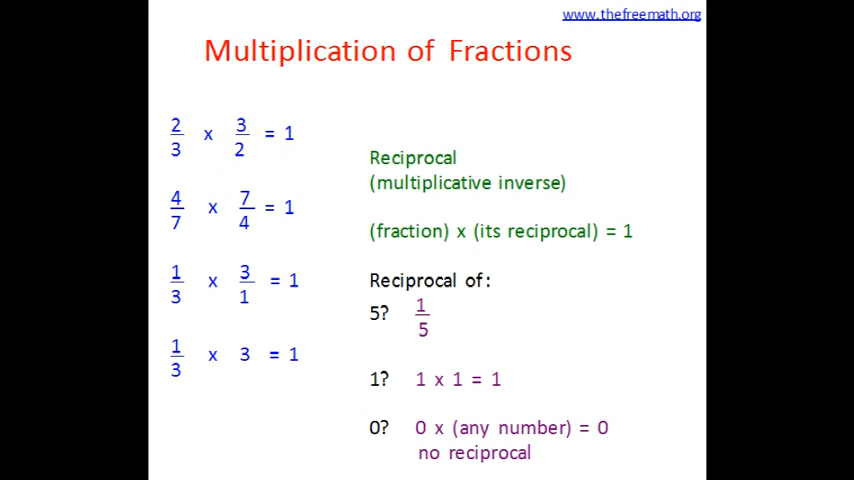 www.thefreemath.org
Multiplication of Fractions
2/3 x 3/2 = 1
4/7 x 7/4 = 1
1/3 x 3/1 = 1
1/3 x 3 = 1
Reciprocal
(multiplicative inverse)
(fraction) x (its reciprocal) = 1
Reciprocal of:
5? 1/5
1? 1 x 1 = 1
0? 0 x (any number) = 0
no reciprocal